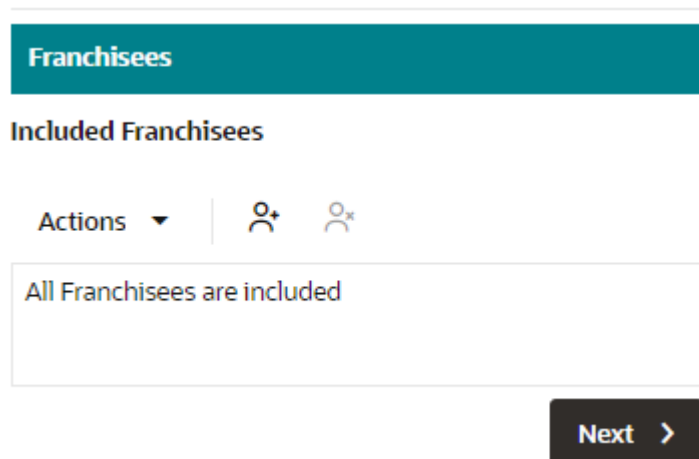 Franchisees
Included Franchisees
Actions
All Franchisees are included
Next